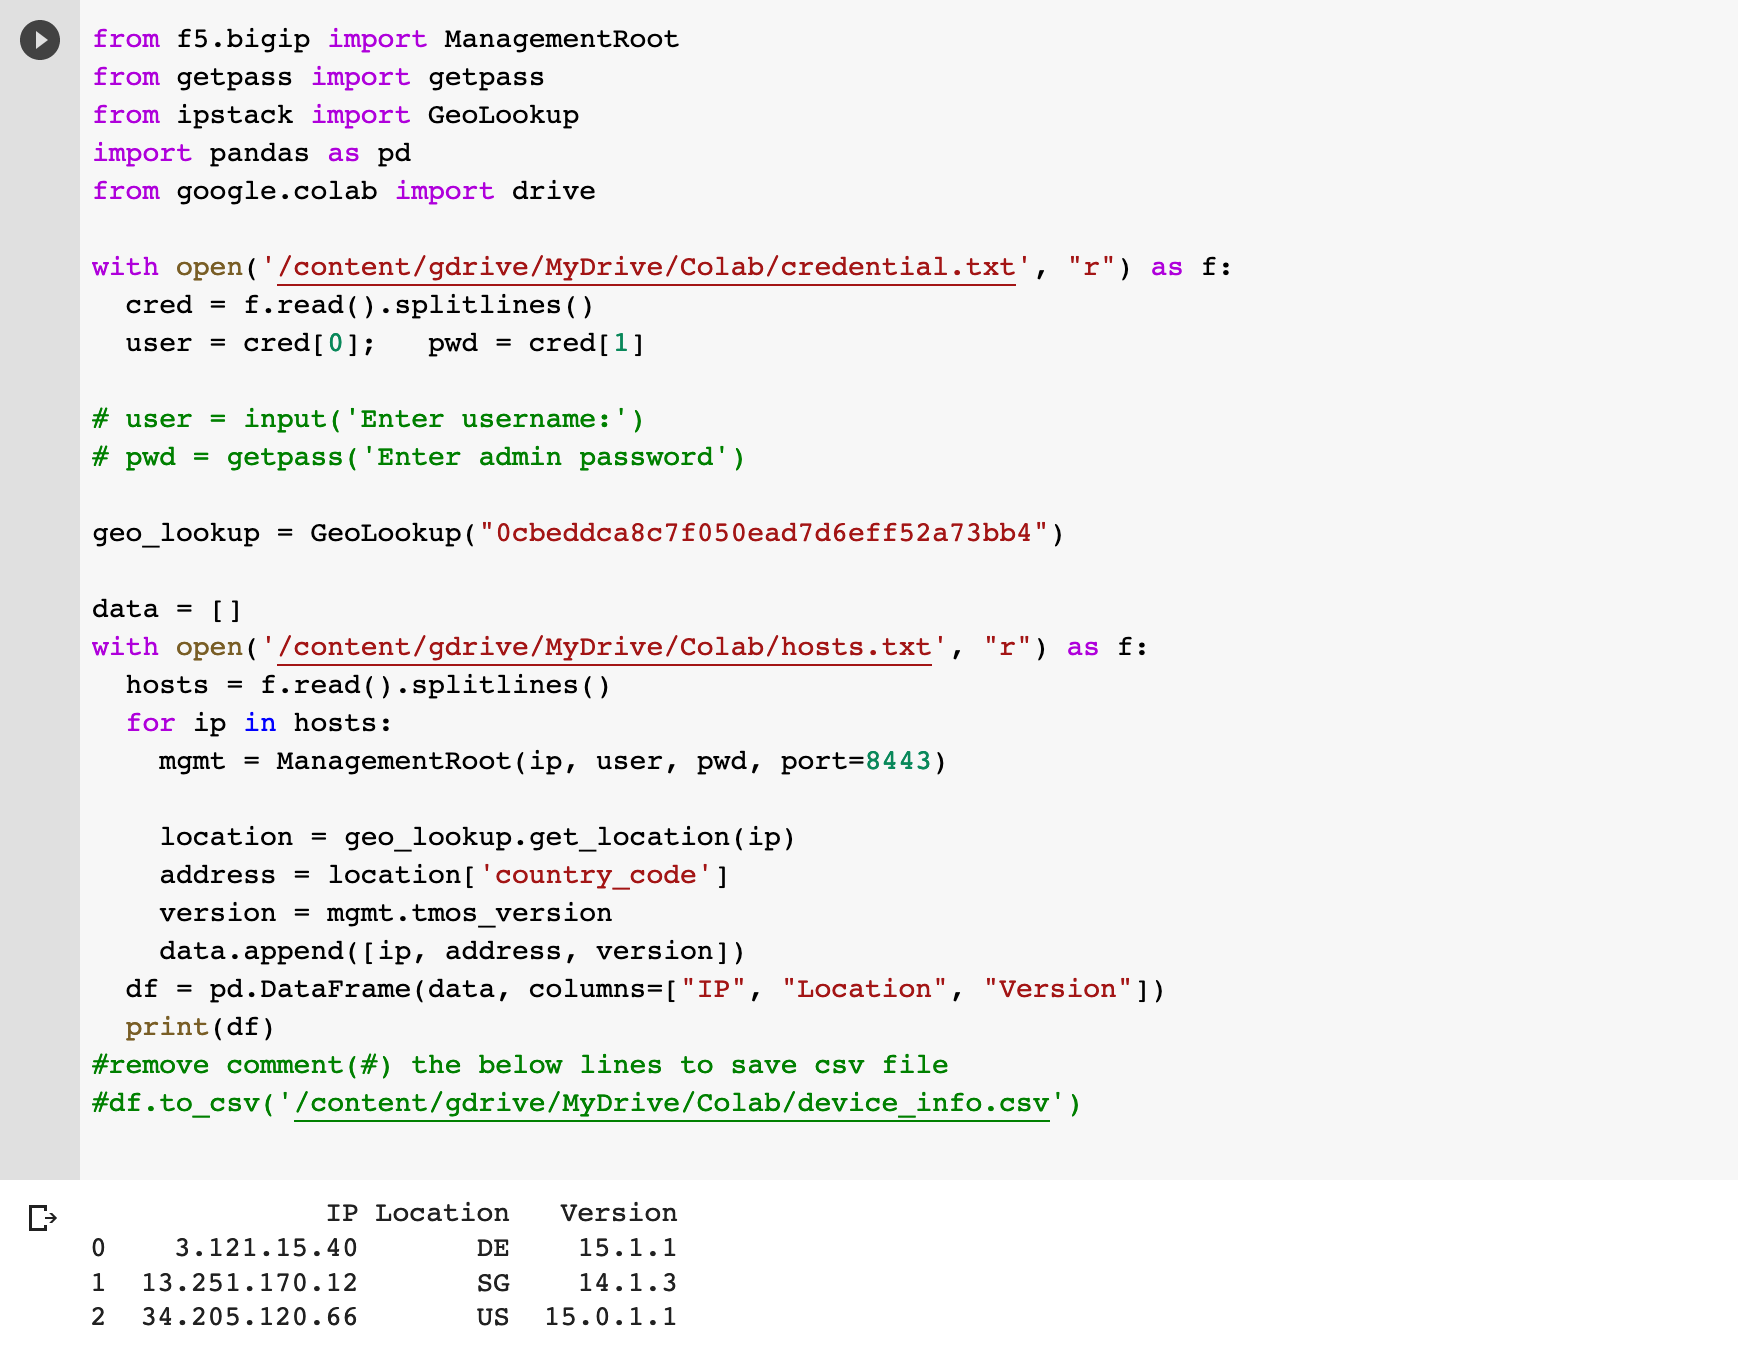 from f5.bigip import ManagementRoot
from getpass import getpass
from ipstack import GeoLookup
import pandas as pd
from google.colab import drive
with open('/content/gdrive/MyDrive/Colab/credential.txt', "r") as f:
  cred = f.read().splitlines()
  user = cred[0];   pwd = cred[1]
# user = input('Enter username:')
# pwd = getpass('Enter admin password')
geo_lookup = GeoLookup("0cbeddca8c7f050ead7d6eff52a73bb4")
data = []
with open('/content/gdrive/MyDrive/Colab/hosts.txt', "r") as f:
  hosts = f.read().splitlines()
  for ip in hosts:
    mgmt = ManagementRoot(ip, user, pwd, port=8443)
    location = geo_lookup.get_location(ip)
    address = location['country_code']
    version = mgmt.tmos_version
    data.append([ip, address, version])
  df = pd.DataFrame(data, columns=["IP", "Location", "Version"])
  print(df)
#remove comment(#) the below lines to save csv file
#df.to_csv('/content/gdrive/MyDrive/Colab/device_info.csv')
              IP Location   Version
0    3.121.15.40       DE    15.1.1
1  13.251.170.12       SG    14.1.3
2  34.205.120.66       US  15.0.1.1